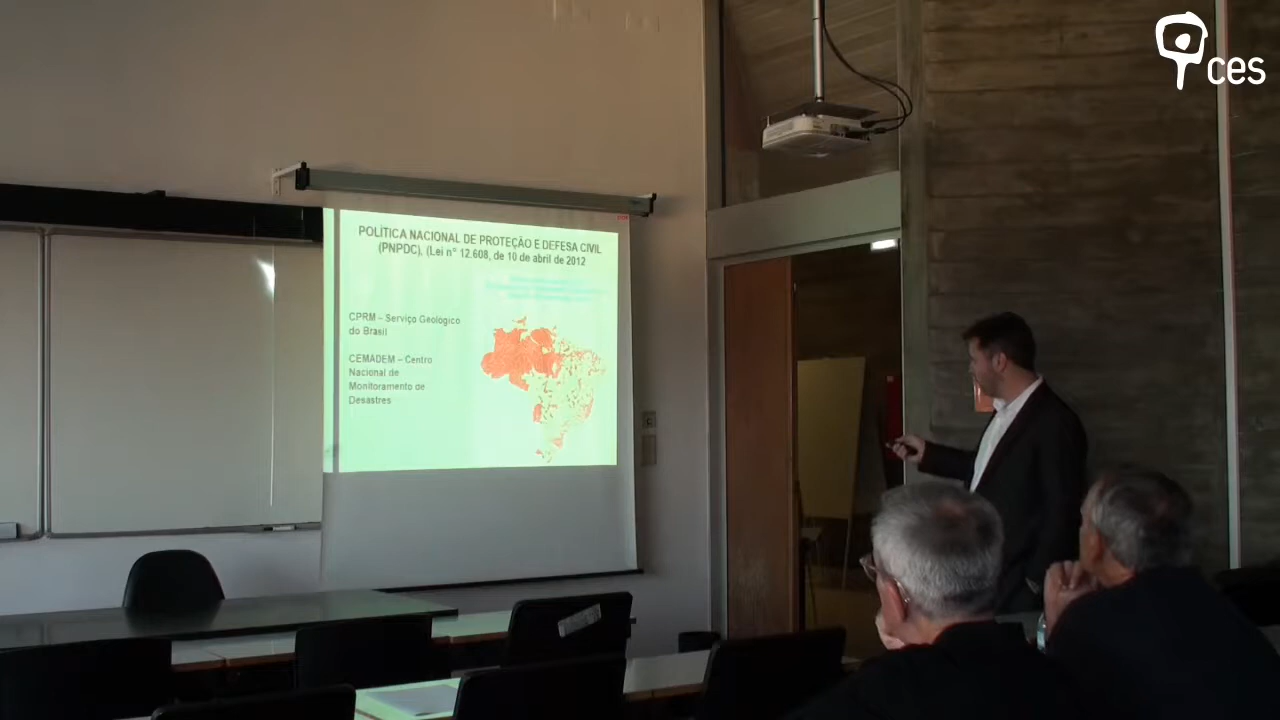 ces
POLÍTICA NACIONAL DE PROTEÇÃO E DEFESA CIVIL
(PNPDC), (Lei n° 12.608, de 10 de abril de 2012
CPRM – Serviço Geológico
do Brasil
CEMADEM – Centro
Nacional de
Monitoramento de
Desastres